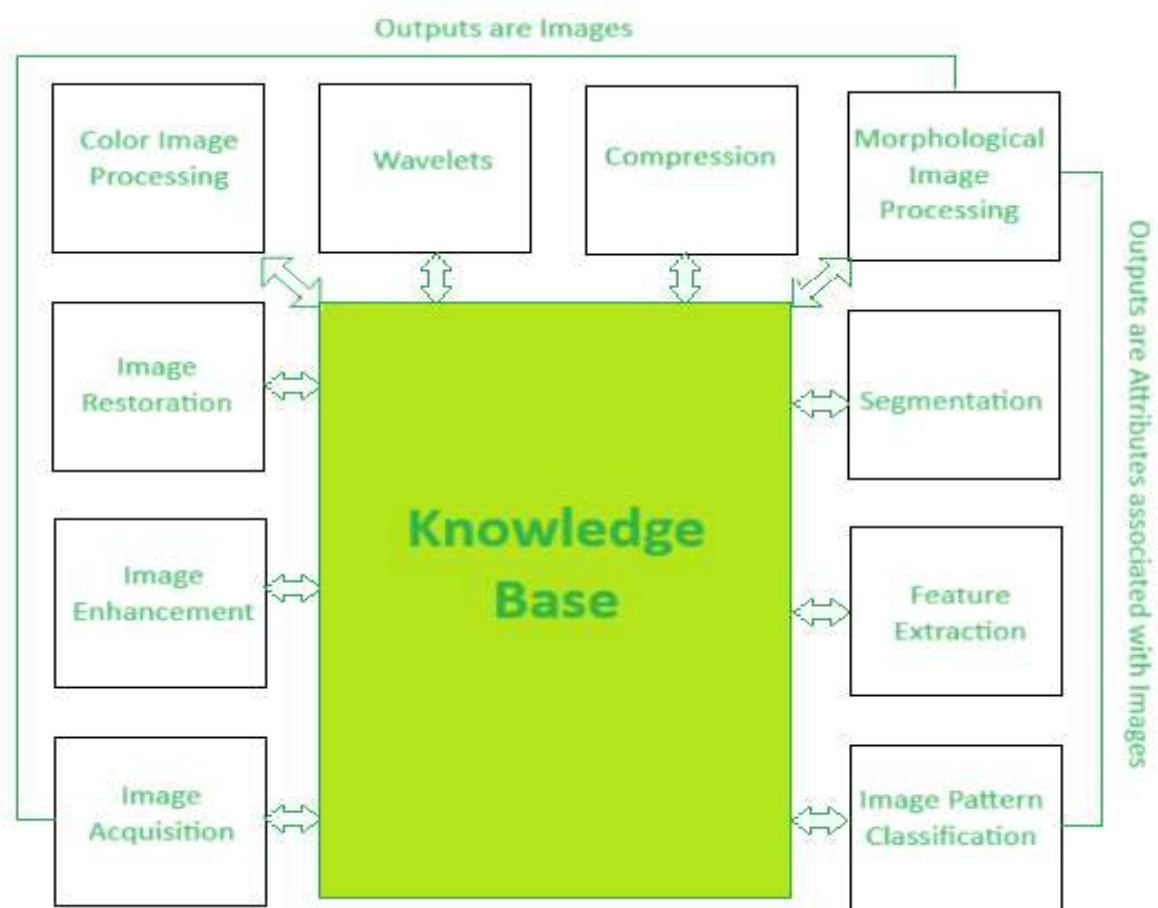 Outputs are Images
Color Image
Processing
Wavelets
Compression
Morphological
Image
Processing
Image
Restoration
Segmentation
Knowledge
Base
Image
Enhancement
Feature
Extraction
Image
Acquisition
Image Pattern
Classification
Outputs are Attributes associated with Images